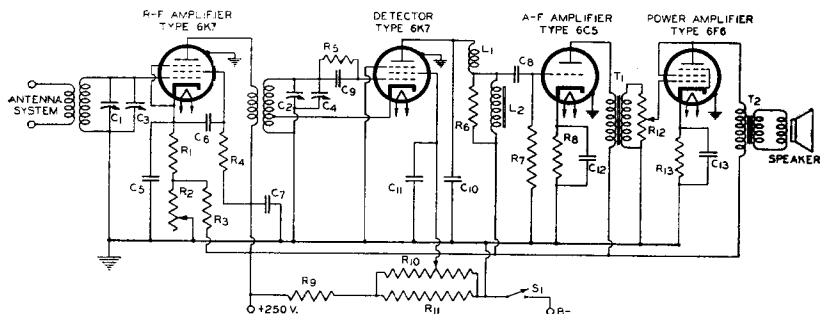 R-F AMPLIFIER
TYPE 6K7
DETECTOR
TYPE 6K7
A-F AMPLIFIER
TYPE 6C5
POWER AMPLIFIER
TYPE 6F6
ANTENNA
SYSTEM
C1
C3
C5
C6
R1
R2
R3
R4
C7
C2
C4
R5
C9
C11
C10
L1
L2
R6
C8
R7
R8
C12
T1
R12
R13
C13
T2
SPEAKER
+250 V.
R9
R10
R11
S1
B-